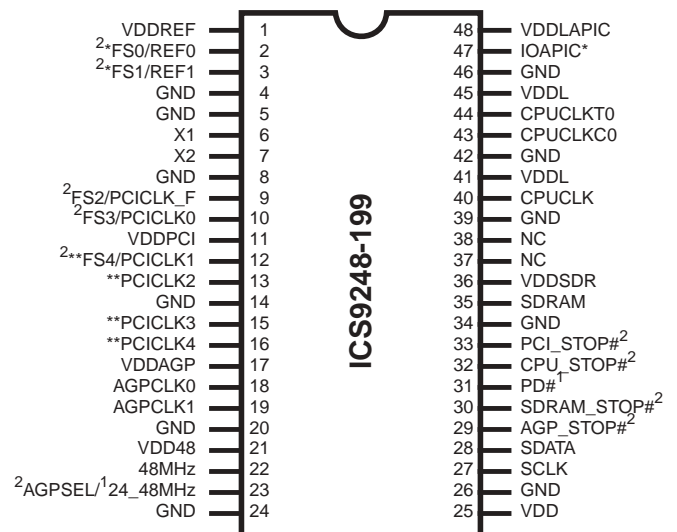 VDDREF 1 48 VDDLAPIC
²*FS0/REF0 2 47 IOAPIC*
²*FS1/REF1 3 46 GND
GND 4 45 VDDL
GND 5 44 CPUCLKT0
X1 6 43 CPUCLKC0
X2 7 42 GND
GND 8 41 VDDL
²FS2/PCICLK_F 9 40 CPUCLK
²FS3/PCICLK0 10 39 GND
VDDPCI 11 38 NC
²**FS4/PCICLK1 12 37 NC
**PCICLK2 13 36 VDDSDR
GND 14 35 SDRAM
**PCICLK3 15 34 GND
**PCICLK4 16 33 PCI_STOP#²
VDDAGP 17 32 CPU_STOP#²
AGPCLK0 18 31 PD#¹
AGPCLK1 19 30 SDRAM_STOP#²
GND 20 29 AGP_STOP#²
VDD48 21 28 SDATA
48MHz 22 27 SCLK
²AGPSEL/¹24_48MHz 23 26 GND
GND 24 25 VDD
ICS9248-199